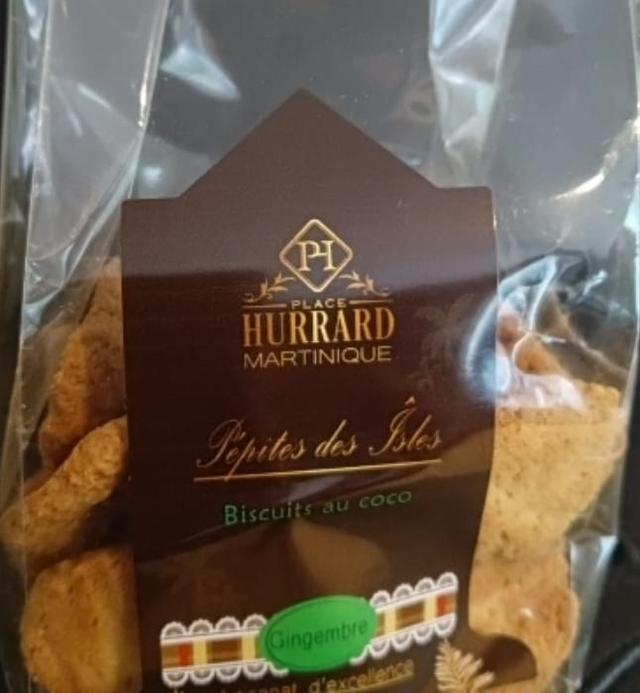 PH
PLACE
HURRARD
MARTINIQUE
Pépites des Îsles
Biscuits au coco
Gingembre
d'excellence